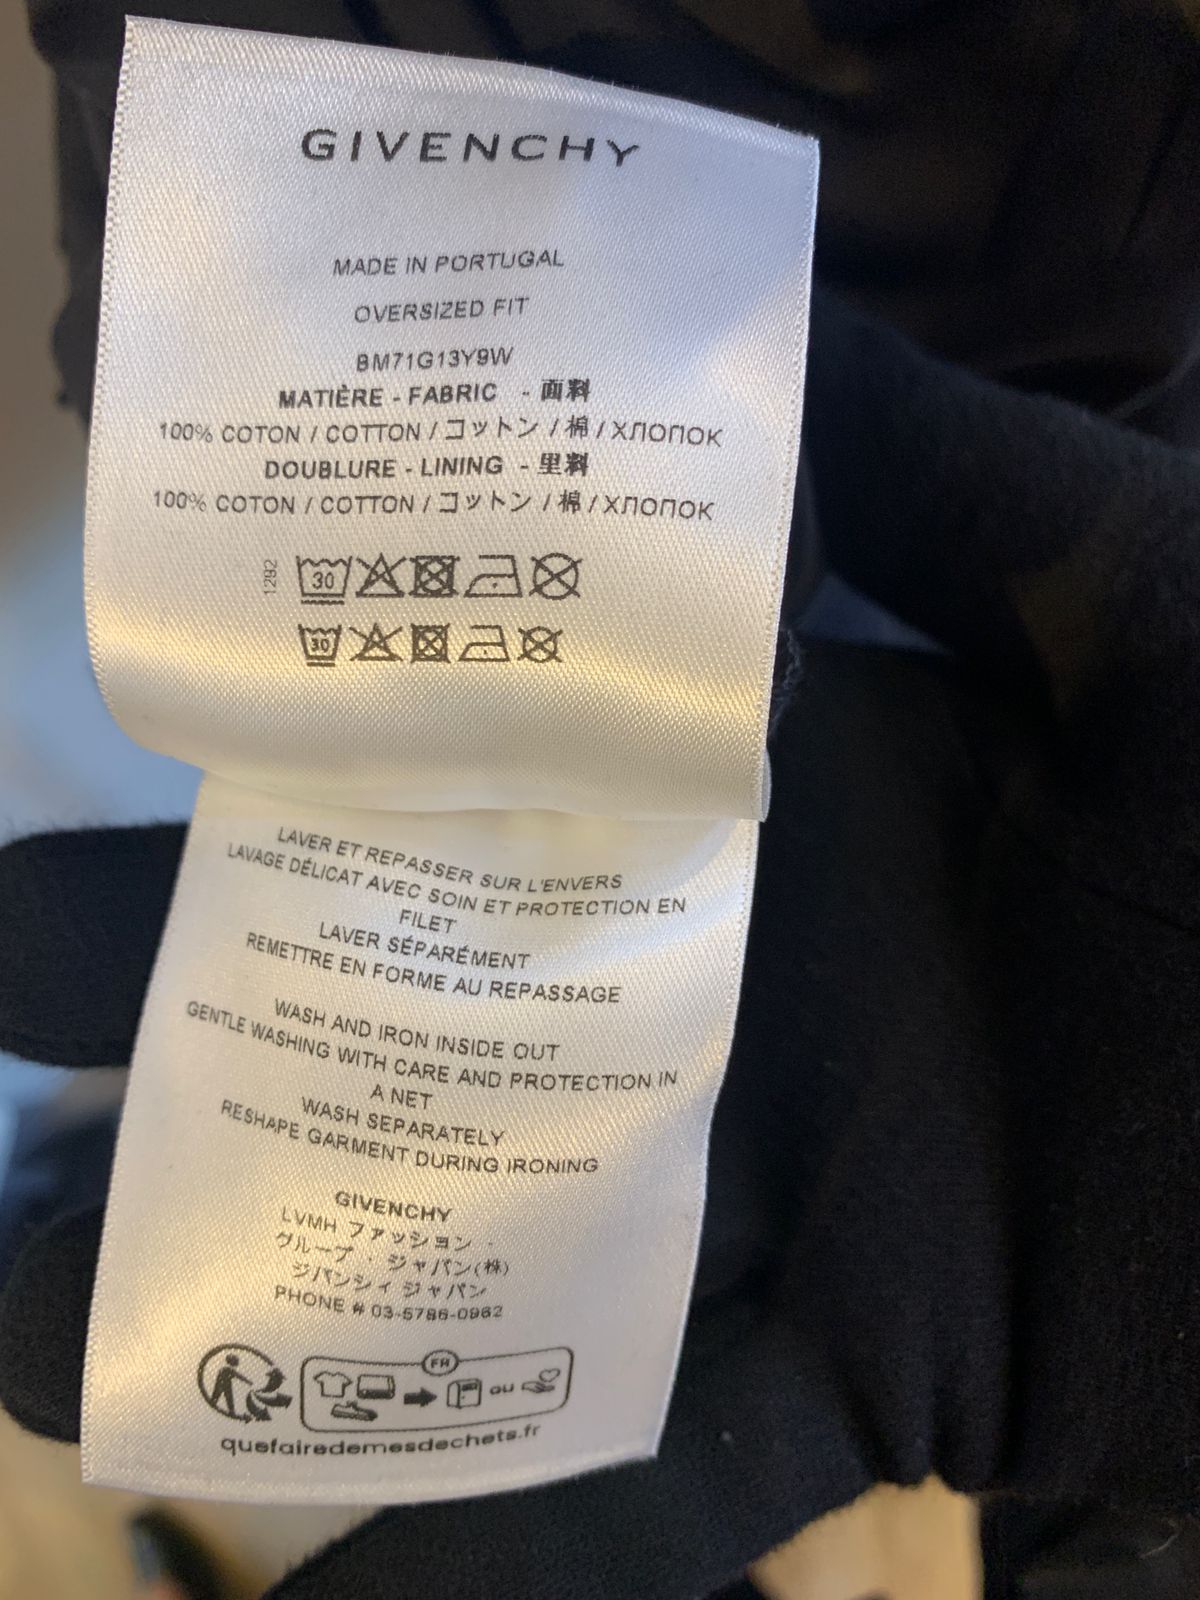 GIVENCHY
MADE IN PORTUGAL
OVERSIZED FIT
BM71G13Y9W
MATIÈRE - FABRIC - 面料
100% COTON / COTTON / コットン / 棉 / ХЛОПОК
DOUBLURE - LINING - 里料
100% COTON / COTTON / コットン / 棉 / ХЛОПОК
1282
30
30
LAVER ET REPASSER SUR L'ENVERS
LAVAGE DÉLICAT AVEC SOIN ET PROTECTION EN
FILET
LAVER SÉPARÉMENT
REMETTRE EN FORME AU REPASSAGE
WASH AND IRON INSIDE OUT
GENTLE WASHING WITH CARE AND PROTECTION IN
A NET
WASH SEPARATELY
RESHAPE GARMENT DURING IRONING
GIVENCHY
LVMH ファッション ·
グループ · ジャパン(株)
ジバンシィ ジャパン
PHONE # 03-5786-0962
FR
OU
quefairedemesdechets.fr